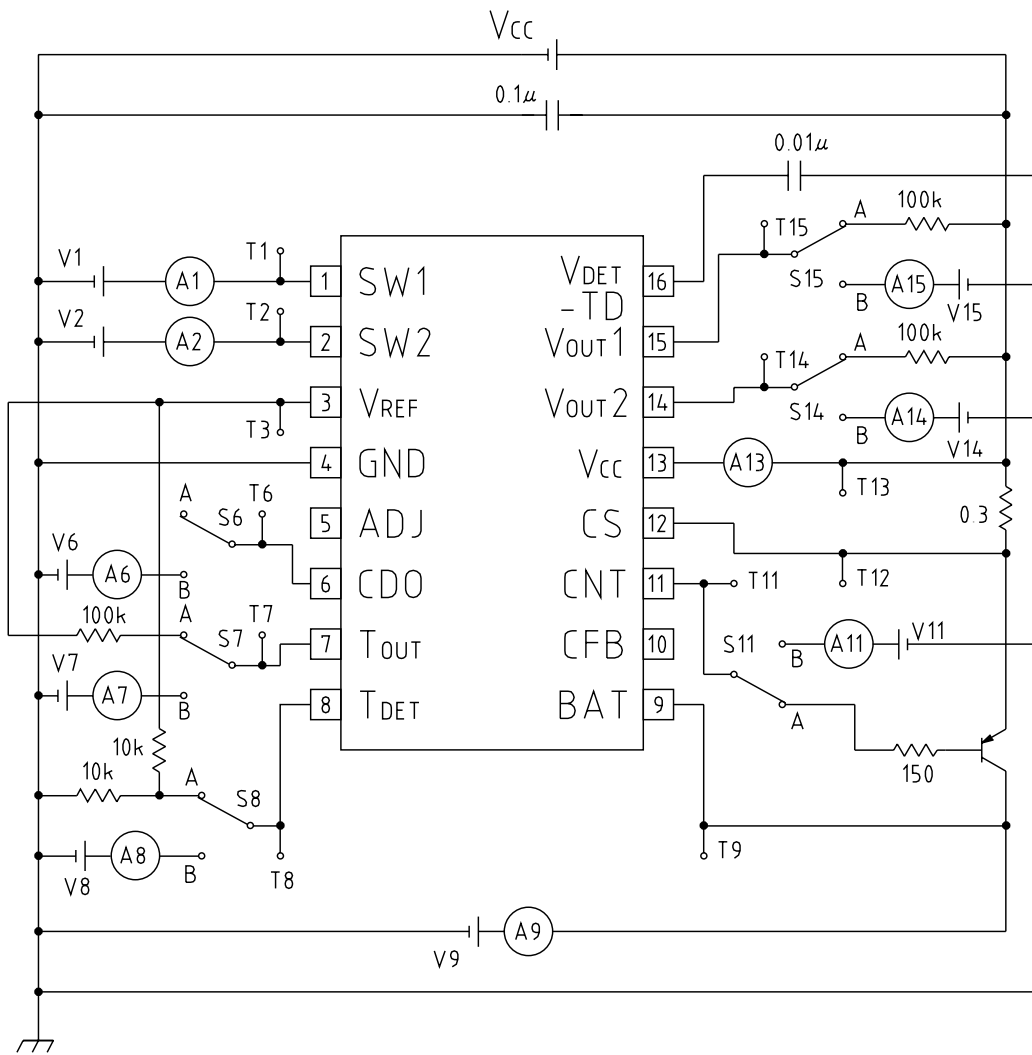 Vcc
0.1μ
0.01μ
T15
A
100k
S15
B
A15
V15
V1
A1
T1
1
SW1
VDET
-TD
16
V2
A2
T2
2
SW2
VOUT1
15
T14
A
100k
S14
B
A14
V14
T3
3
VREF
VOUT2
14
4
GND
Vcc
13
A13
T13
0.3
A
S6
T6
5
ADJ
CS
12
T12
V6
A6
B
6
CDO
CNT
11
T11
100k
A
S7
T7
7
TOUT
CFB
10
S11
B
A11
V11
A
V7
A7
B
8
TDET
BAT
9
150
10k
10k
A
S8
T8
T9
V8
A8
B
V9
A9